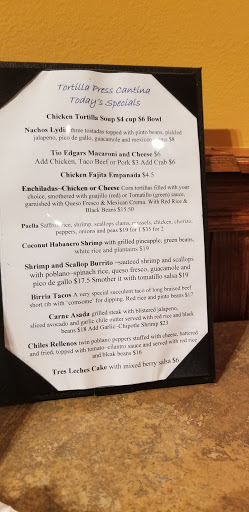 Tortilla Press Cantina
Today's Specials
Chicken Tortilla Soup $4 cup $6 Bowl
Nachos Lydia three tostadas topped with pinto beans, pickled
jalapeno, pico de gallo, guacamole and mexican $8
Tio Edgars Macaroni and Cheese $6
Add Chicken, Taco Beef or Pork $3 Add Crab $6
Chicken Fajita Empanada $4.5
Enchiladas~Chicken or Cheese Corn tortillas filled with your
choice, smothered with guajillo (red) or Tomatillo (green) sauce,
garnished with Queso Fresco & Mexican Crema. With Red Rice &
Black Beans $15.50
Paella Saffron rice, shrimp, scallops clams, mussels, chicken, chorizo,
peppers, onions and peas $19 for 1 $35 for 2
Coconut Habanero Shrimp with grilled pineapple, green beans,
white rice and plantains $19
Shrimp and Scallop Burrito ~sauteed shrimp and scallops
with poblano~spinach rice, queso fresco, guacamole and
pico de gallo $17.5 Smother it with tomatillo salsa $19
Birria Tacos A very special succulent taco of long braised beef
short rib with 'consome' for dipping. Red rice and pinto beans $17
Carne Asada grilled steak with blistured jalapeno,
sliced avocado and garlic chile cutter served with red rice and black
beans $18 Add Garlic~Chipotle Shrimp $23
Chiles Rellenos twin poblano peppers stuffed with cheese, battered
and fried, topped with tomato~cilantro sauce and served with red rice
and bleak beans $16
Tres Leches Cake with mixed berry salsa $6